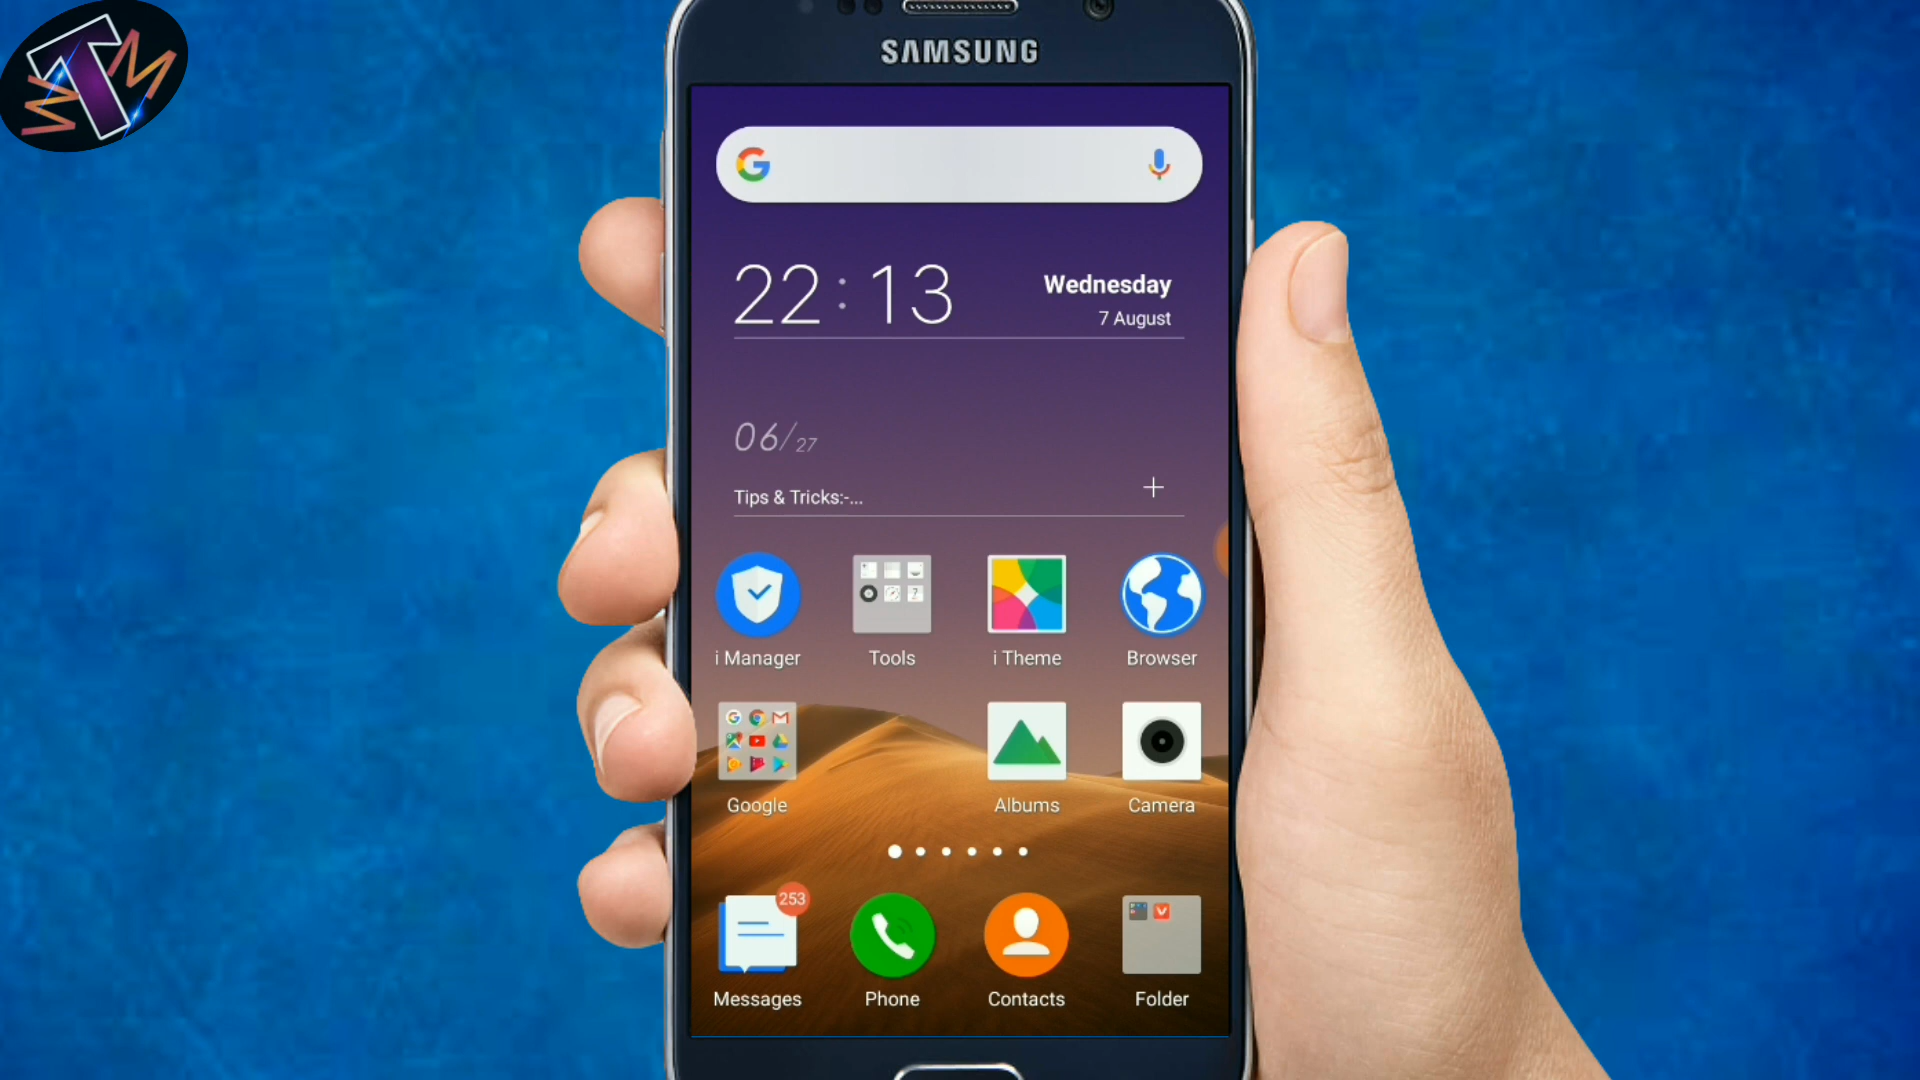 TM
SAMSUNG
22:13
Wednesday
7 August
06/27
Tips & Tricks:-...
+
i Manager
Tools
i Theme
Browser
Google
Albums
Camera
253
Messages
Phone
Contacts
Folder